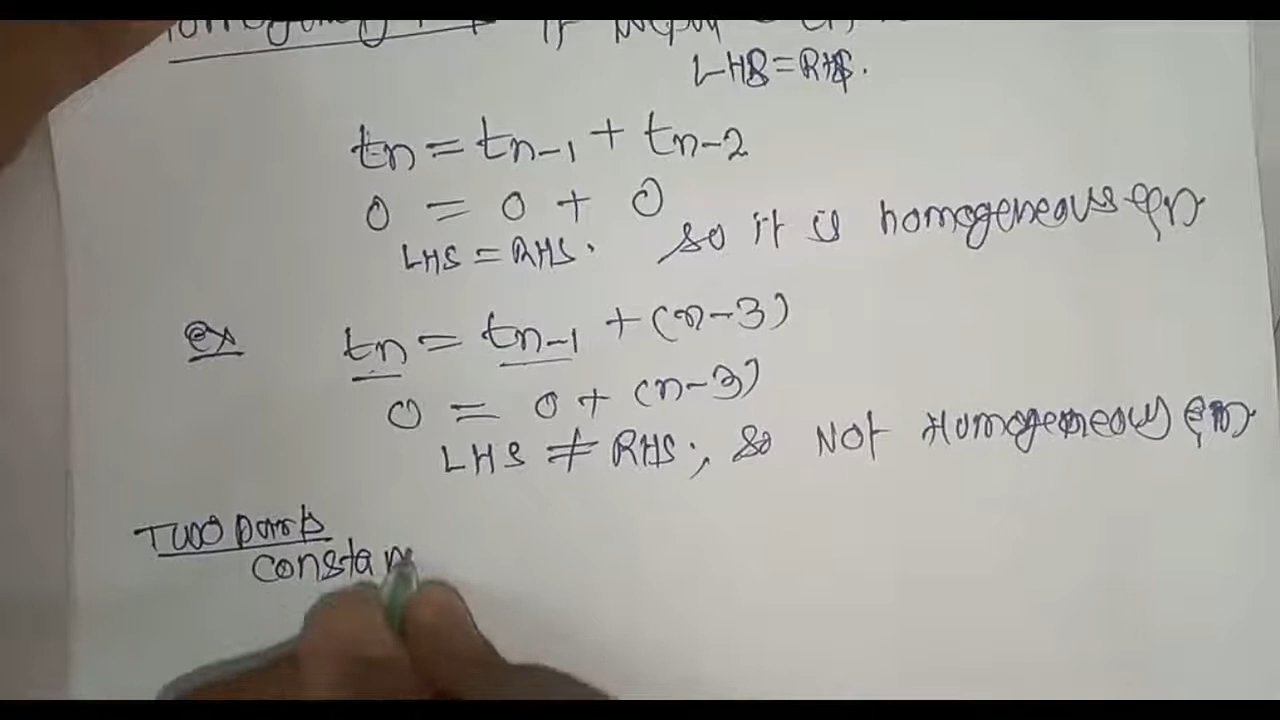 LHS=RHS.
tn = tn-1 + tn-2
0 = 0 + 0
LHS = RHS. so it is homogeneous eqn
ex tn = tn-1 + (n-3)
0 = 0 + (n-3)
LHS ≠ RHS; so Not Homogeneous eqn
Two parts
constan